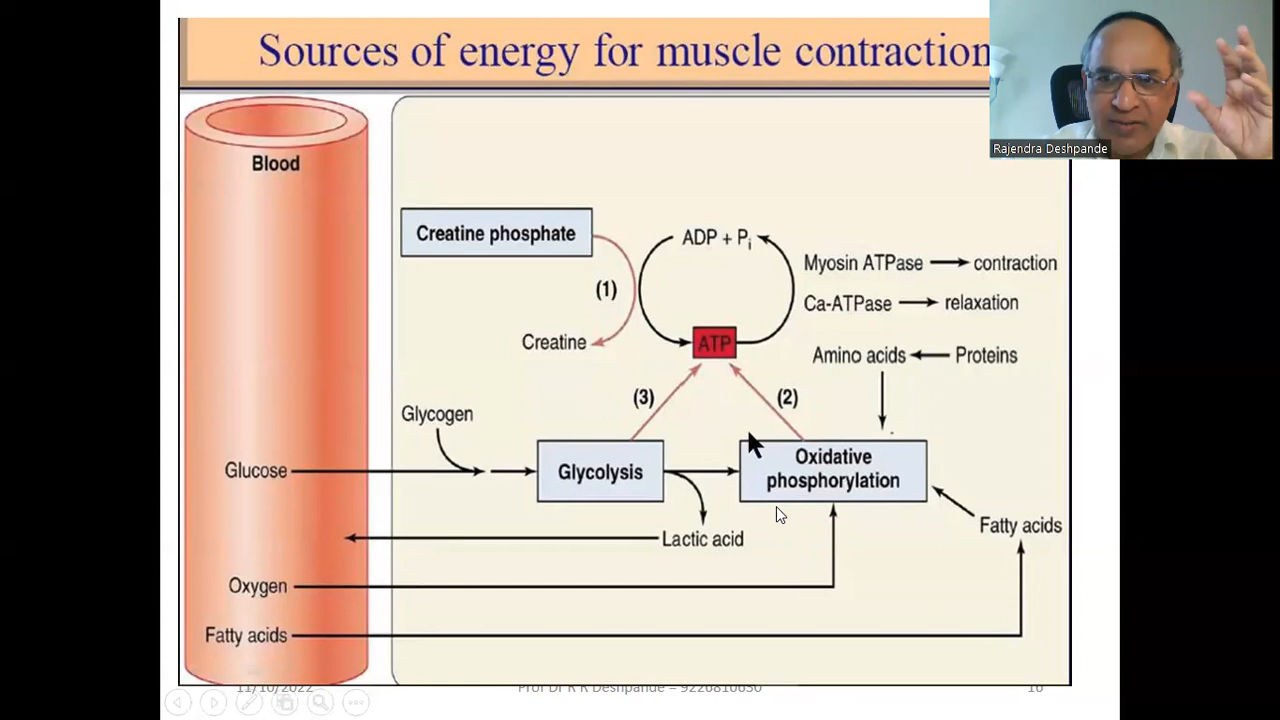 Sources of energy for muscle contraction
Rajendra Deshpande
Blood
Creatine phosphate
ADP + Pi
Myosin ATPase
contraction
(1)
Ca-ATPase
relaxation
Creatine
ATP
Amino acids
Proteins
(3)
(2)
Glycogen
Glucose
Glycolysis
Oxidative
phosphorylation
Fatty acids
Lactic acid
Oxygen
Fatty acids
11/10/2022
Prof Dr R R Deshpande – 9226810630
16